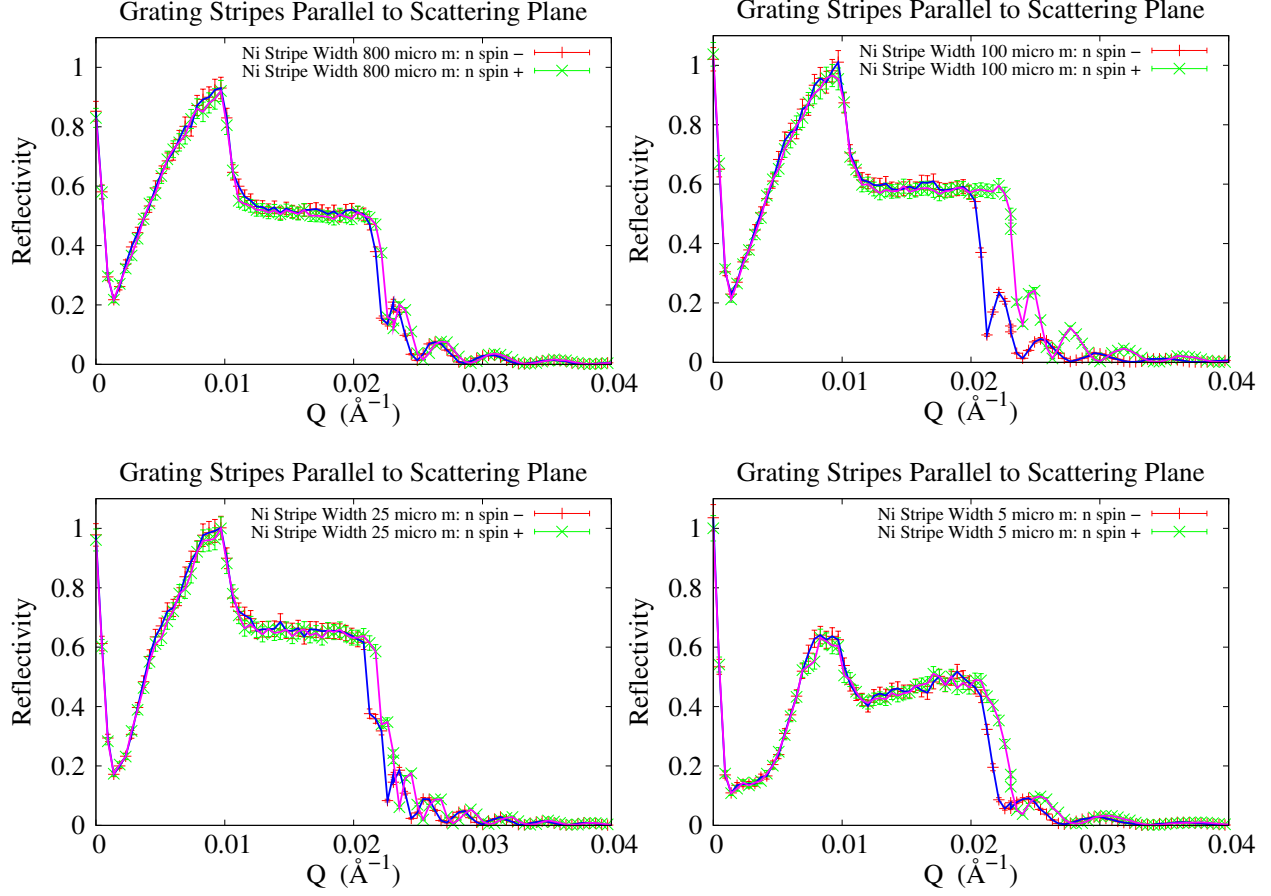 Grating Stripes Parallel to Scattering Plane
Ni Stripe Width 800 micro m: n spin −
Ni Stripe Width 800 micro m: n spin +
1
0.8
0.6
0.4
0.2
0
Reflectivity
0 0.01 0.02 0.03 0.04
Q (Å⁻¹)
Grating Stripes Parallel to Scattering Plane
Ni Stripe Width 100 micro m: n spin −
Ni Stripe Width 100 micro m: n spin +
1
0.8
0.6
0.4
0.2
0
Reflectivity
0 0.01 0.02 0.03 0.04
Q (Å⁻¹)
Grating Stripes Parallel to Scattering Plane
Ni Stripe Width 25 micro m: n spin −
Ni Stripe Width 25 micro m: n spin +
1
0.8
0.6
0.4
0.2
0
Reflectivity
0 0.01 0.02 0.03 0.04
Q (Å⁻¹)
Grating Stripes Parallel to Scattering Plane
Ni Stripe Width 5 micro m: n spin −
Ni Stripe Width 5 micro m: n spin +
1
0.8
0.6
0.4
0.2
0
Reflectivity
0 0.01 0.02 0.03 0.04
Q (Å⁻¹)